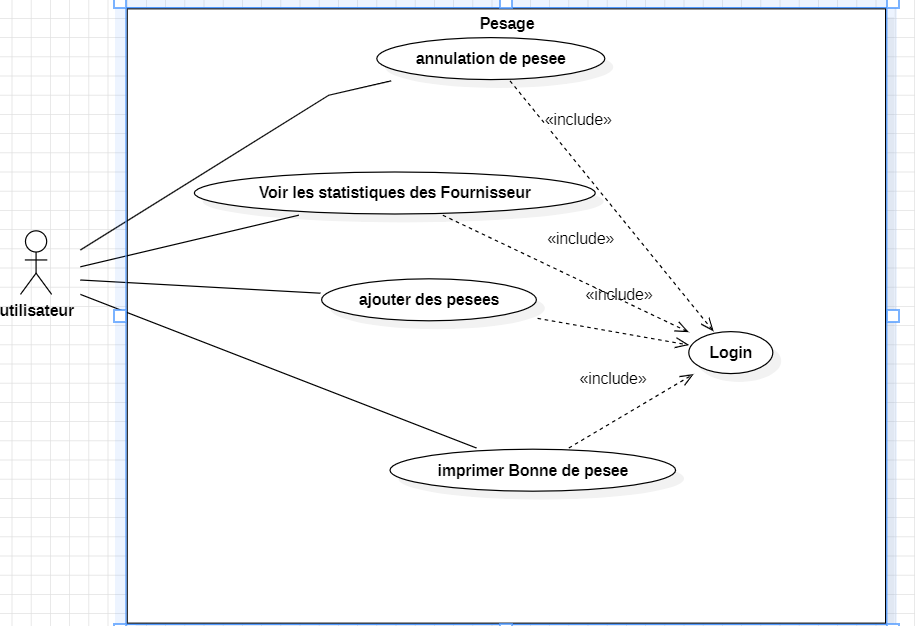 Pesage
annulation de pesee
«include»
Voir les statistiques des Fournisseur
«include»
«include»
ajouter des pesees
utilisateur
Login
«include»
imprimer Bonne de pesee